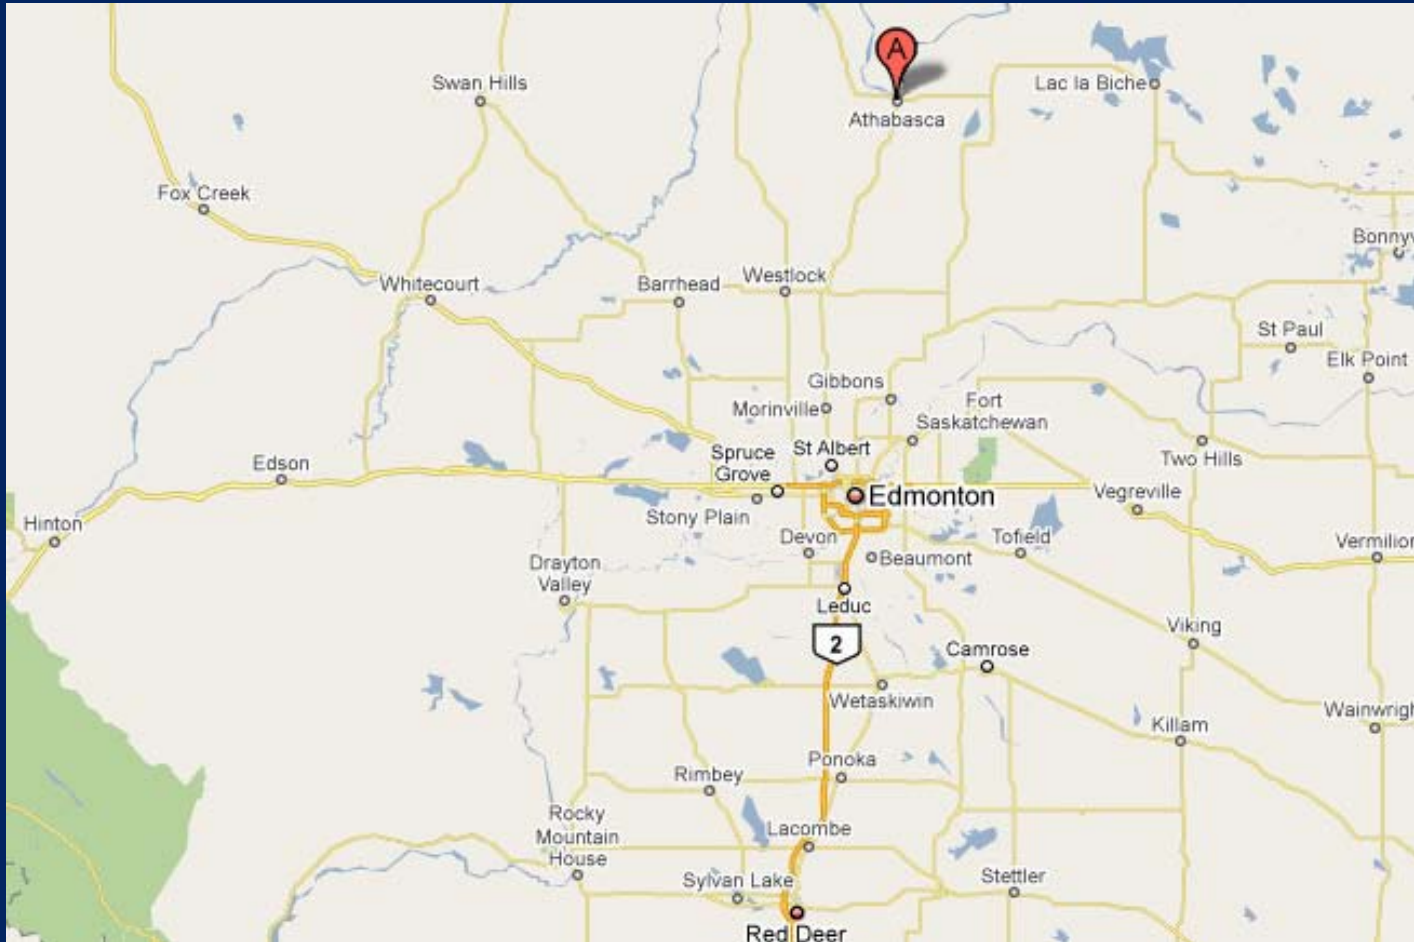 A
Swan Hills
Lac la Biche
Athabasca
Fox Creek
Bonnyv
Whitecourt
Barrhead
Westlock
St Paul
Elk Point
Gibbons
Morinville
Fort
Saskatchewan
Spruce
Grove
St Albert
Edson
Two Hills
Edmonton
Vegreville
Stony Plain
Hinton
Devon
Tofield
Vermilion
Beaumont
Drayton
Valley
Leduc
2
Viking
Camrose
Wetaskiwin
Wainwrigh
Killam
Ponoka
Rimbey
Rocky
Mountain
House
Lacombe
Sylvan Lake
Stettler
Red Deer